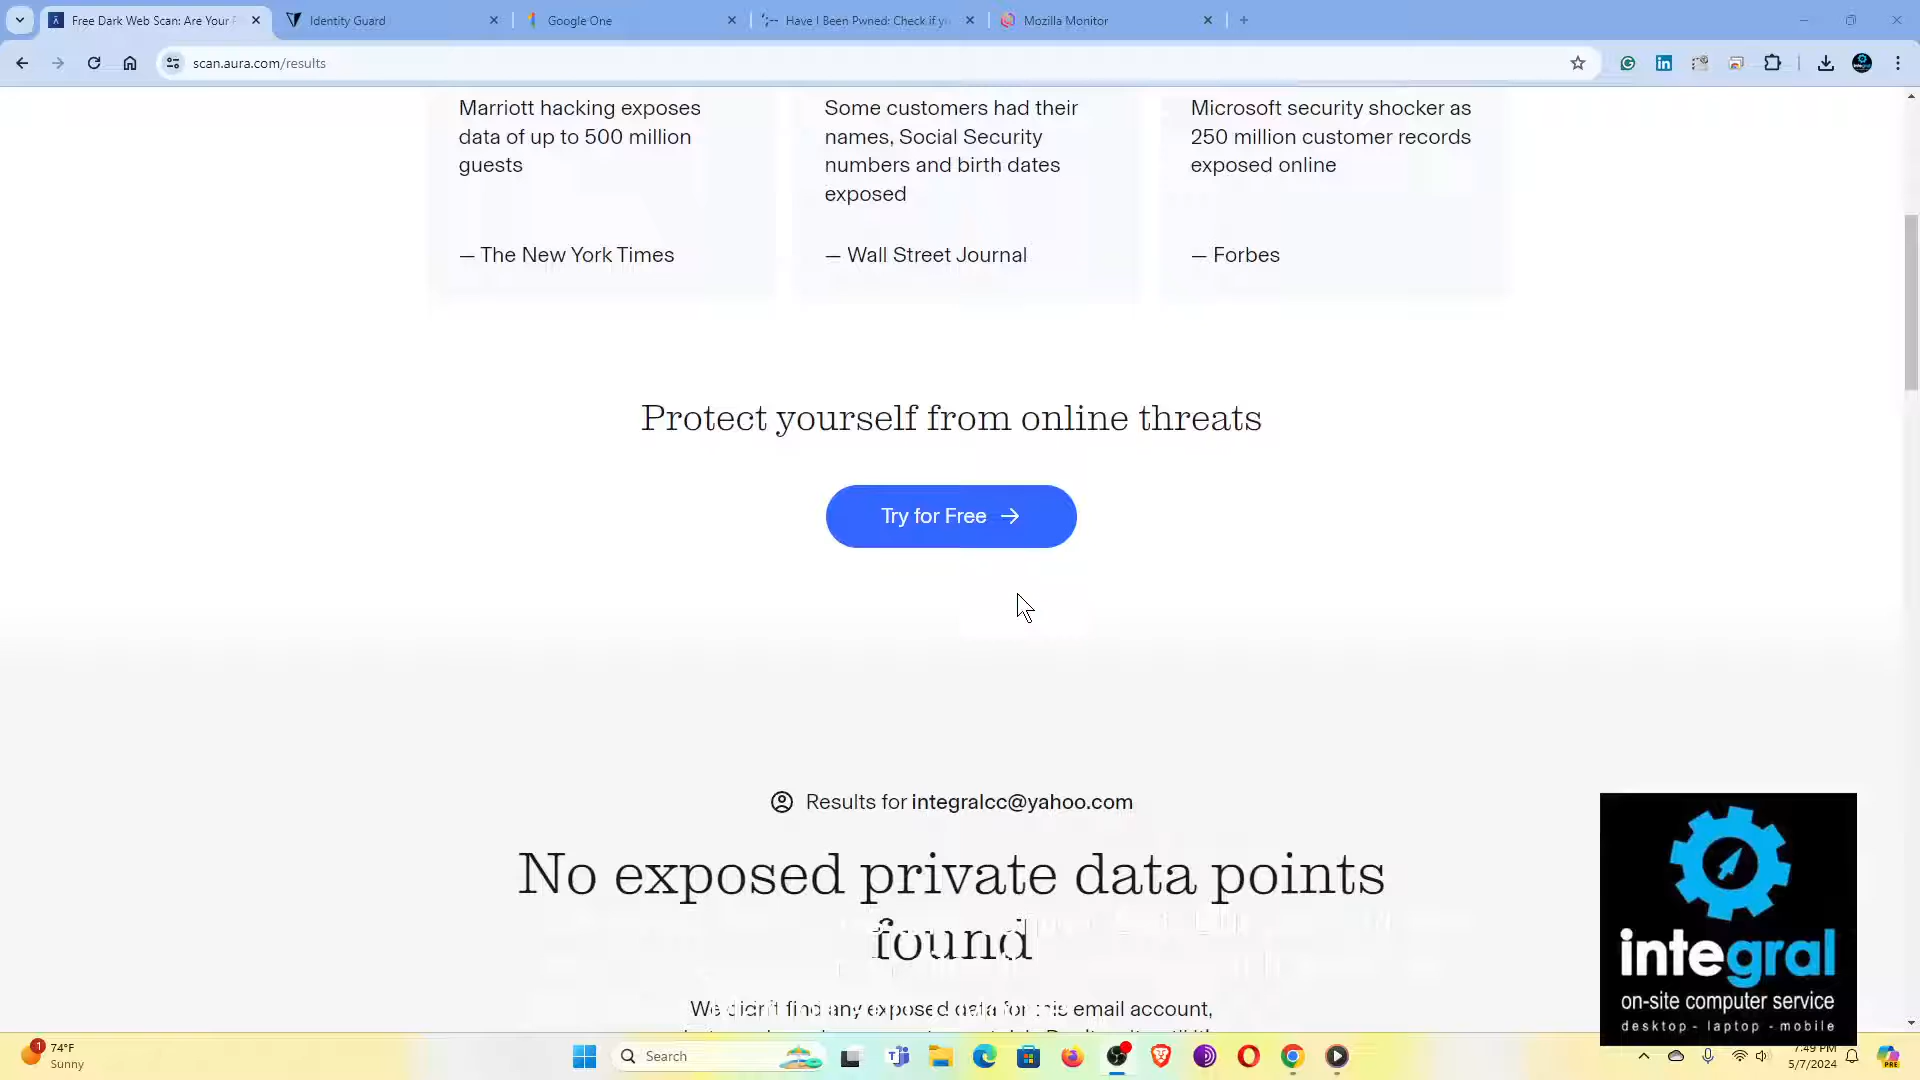 Free Dark Web Scan: Are Your
Identity Guard
Google One
Have I Been Pwned: Check if yo
Mozilla Monitor
scan.aura.com/results
Marriott hacking exposes
data of up to 500 million
guests
— The New York Times
Some customers had their
names, Social Security
numbers and birth dates
exposed
— Wall Street Journal
Microsoft security shocker as
250 million customer records
exposed online
— Forbes
Protect yourself from online threats
Try for Free
Results for integralcc@yahoo.com
No exposed private data points
found
We didn't find any exposed data for this email account,
integral
on-site computer service
desktop - laptop - mobile
1
74°F
Sunny
Search
7:49 PM
5/7/2024
PRE